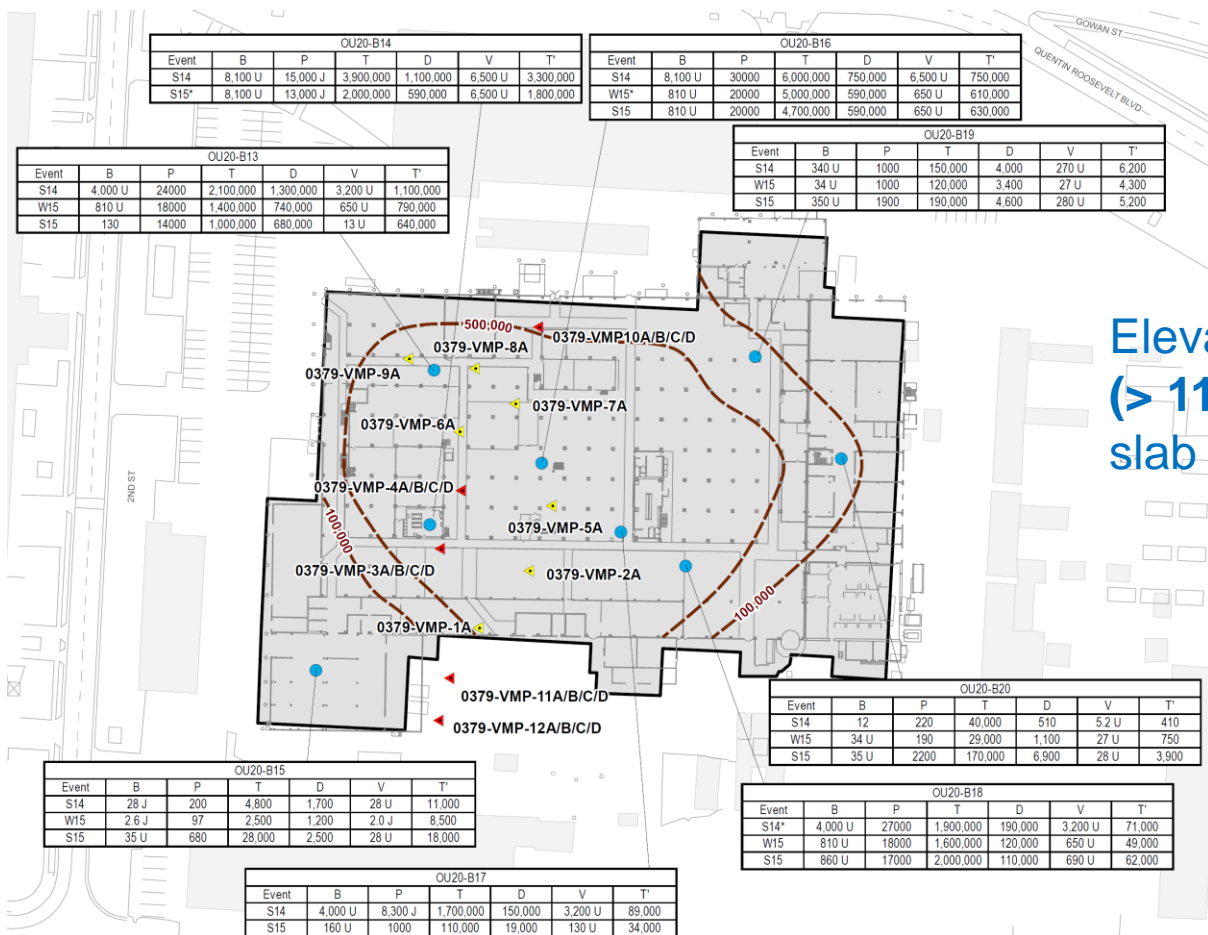 GOWAN ST
QUENTIN ROOSEVELT BLVD
OU20-B14
Event B P T D V T'
S14 8,100 U 15,000 J 3,900,000 1,100,000 6,500 U 3,300,000
S15* 8,100 U 13,000 J 2,000,000 590,000 6,500 U 1,800,000
OU20-B16
Event B P T D V T'
S14 8,100 U 30000 6,000,000 750,000 6,500 U 750,000
W15* 810 U 20000 5,000,000 590,000 650 U 610,000
S15 810 U 20000 4,700,000 590,000 650 U 630,000
OU20-B19
Event B P T D V T'
S14 340 U 1000 150,000 4,000 270 U 6,200
W15 34 U 1000 120,000 3,400 27 U 4,300
S15 350 U 1900 190,000 4,600 280 U 5,200
OU20-B13
Event B P T D V T'
S14 4,000 U 24000 2,100,000 1,300,000 3,200 U 1,100,000
W15 810 U 18000 1,400,000 740,000 650 U 790,000
S15 130 14000 1,000,000 680,000 13 U 640,000
2ND ST
500,000
0379-VMP10A/B/C/D
0379-VMP-8A
0379-VMP-9A
0379-VMP-7A
0379-VMP-6A
0379-VMP-4A/B/C/D
0379-VMP-5A
100,000
0379-VMP-3A/B/C/D
0379-VMP-2A
100,000
0379-VMP-1A
0379-VMP-11A/B/C/D
0379-VMP-12A/B/C/D
Eleva
(> 11
slab
OU20-B20
Event B P T D V T'
S14 12 220 40,000 510 5.2 U 410
W15 34 U 190 29,000 1,100 27 U 750
S15 35 U 2200 170,000 6,900 28 U 3,900
OU20-B15
Event B P T D V T'
S14 28 J 200 4,800 1,700 28 U 11,000
W15 2.6 J 97 2,500 1,200 2.0 J 8,500
S15 35 U 680 28,000 2,500 28 U 18,000
OU20-B18
Event B P T D V T'
S14* 4,000 U 27000 1,900,000 190,000 3,200 U 71,000
W15 810 U 18000 1,600,000 120,000 650 U 49,000
S15 860 U 17000 2,000,000 110,000 690 U 62,000
OU20-B17
Event B P T D V T'
S14 4,000 U 8,300 J 1,700,000 150,000 3,200 U 89,000
S15 160 U 1000 110,000 19,000 130 U 34,000